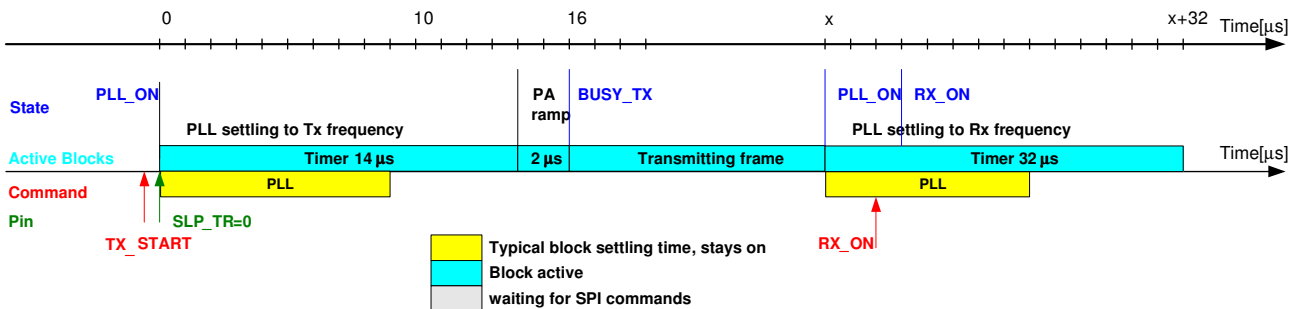 0 10 16 x x+32 Time[µs]
State PLL_ON PA ramp BUSY_TX PLL_ON RX_ON
PLL settling to Tx frequency PLL settling to Rx frequency
Active Blocks Timer 14 µs 2 µs Transmitting frame Timer 32 µs Time[µs]
Command PLL PLL
Pin SLP_TR=0
TX_START RX_ON
Typical block settling time, stays on
Block active
waiting for SPI commands